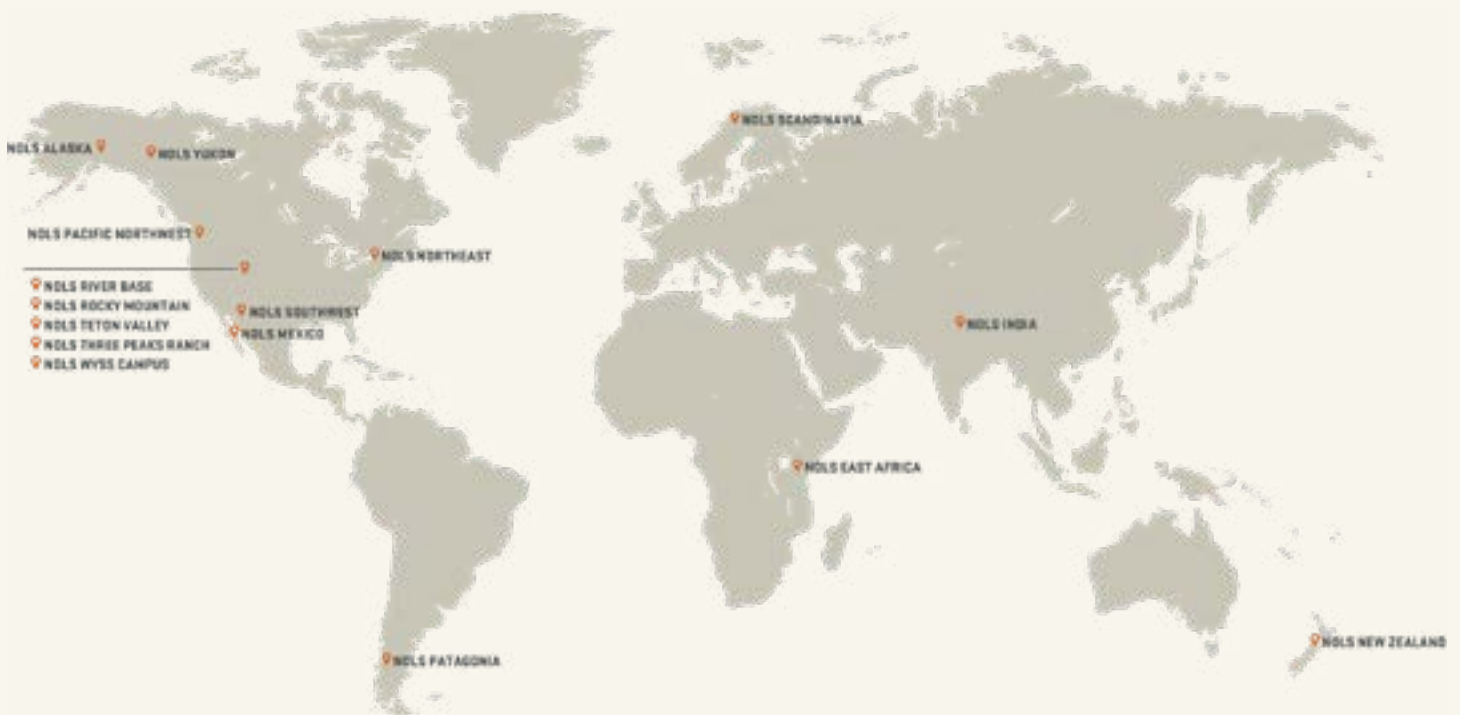 NOLS SCANDINAVIA
NOLS ALASKA
NOLS YUKON
NOLS PACIFIC NORTHWEST
NOLS NORTHEAST
NOLS RIVER BASE
NOLS ROCKY MOUNTAIN
NOLS TETON VALLEY
NOLS THREE PEAKS RANCH
NOLS WYSS CAMPUS
NOLS SOUTHWEST
NOLS MEXICO
NOLS INDIA
NOLS EAST AFRICA
NOLS NEW ZEALAND
NOLS PATAGONIA